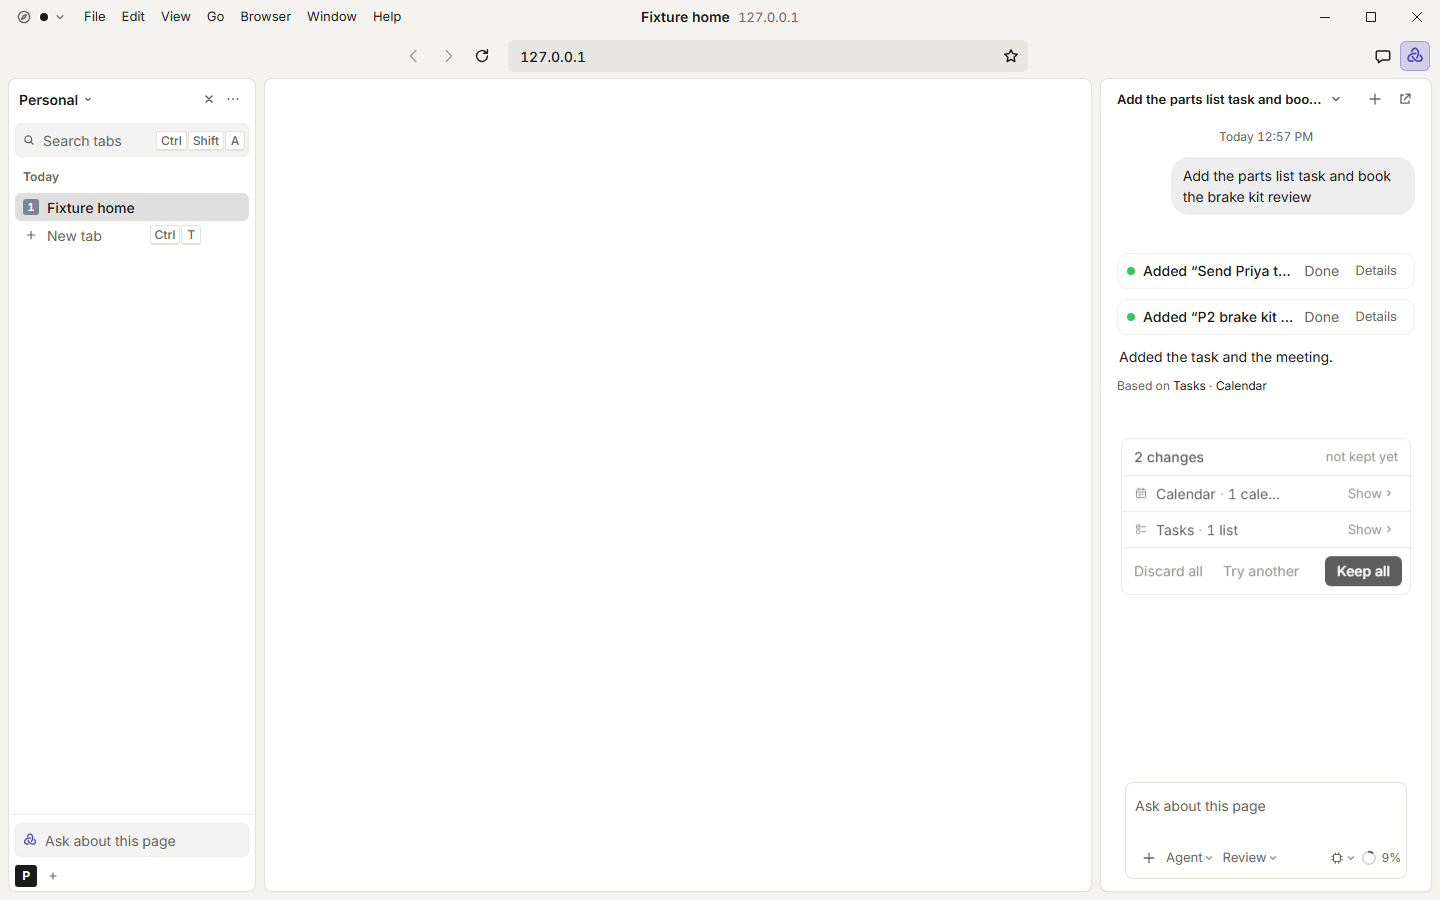 File Edit View Go Browser Window Help
Fixture home 127.0.0.1
127.0.0.1
Personal
Search tabs Ctrl Shift A
Today
1 Fixture home
New tab Ctrl T
Ask about this page
P
Add the parts list task and boo...
Today 12:57 PM
Add the parts list task and book
the brake kit review
Added “Send Priya t... Done Details
Added “P2 brake kit ... Done Details
Added the task and the meeting.
Based on Tasks · Calendar
2 changes not kept yet
Calendar · 1 cale... Show
Tasks · 1 list Show
Discard all Try another Keep all
Ask about this page
Agent Review 9%